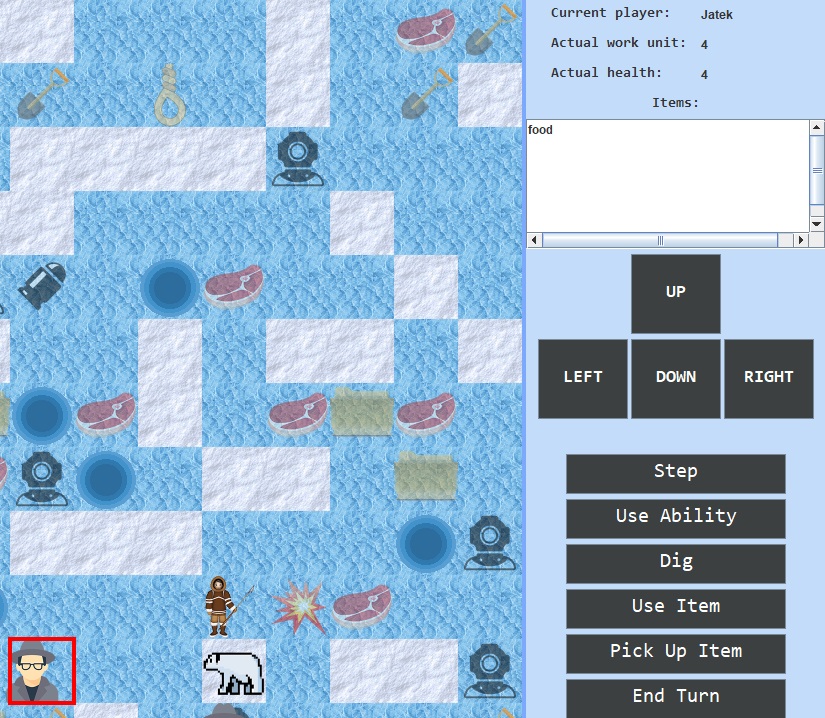 Current player: Jatek
Actual work unit: 4
Actual health: 4
Items:
food
UP
LEFT DOWN RIGHT
Step
Use Ability
Dig
Use Item
Pick Up Item
End Turn